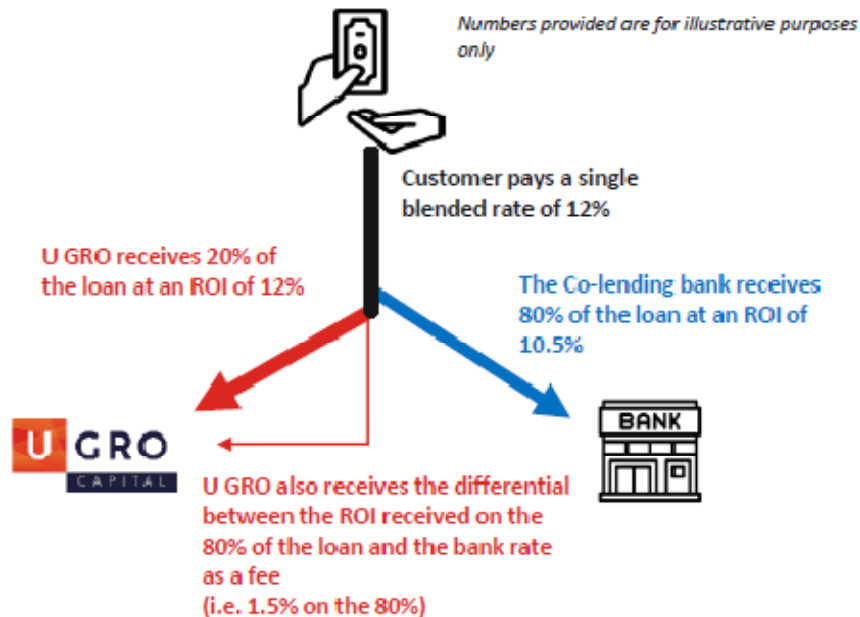 Numbers provided are for illustrative purposes
only
Customer pays a single
blended rate of 12%
U GRO receives 20% of
the loan at an ROI of 12%
The Co-lending bank receives
80% of the loan at an ROI of
10.5%
BANK
U GRO
CAPITAL
U GRO also receives the differential
between the ROI received on the
80% of the loan and the bank rate
as a fee
(i.e. 1.5% on the 80%)